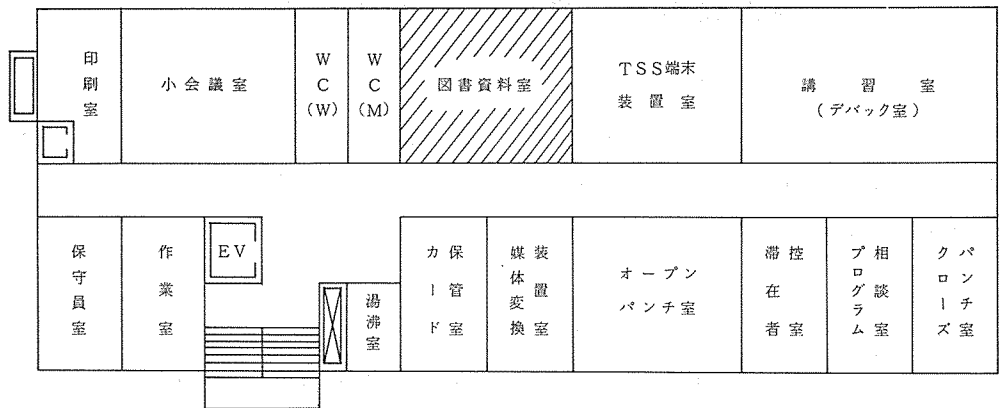 印刷室
小会議室
WC(W)
WC(M)
図書資料室
TSS端末
装置室
講習室
(デバック室)
保守員室
作業室
EV
湯沸室
カード
保管室
媒体変換
装置室
オープン
パンチ室
滞在者
控室
プログラム
相談室
クローズ
パンチ室